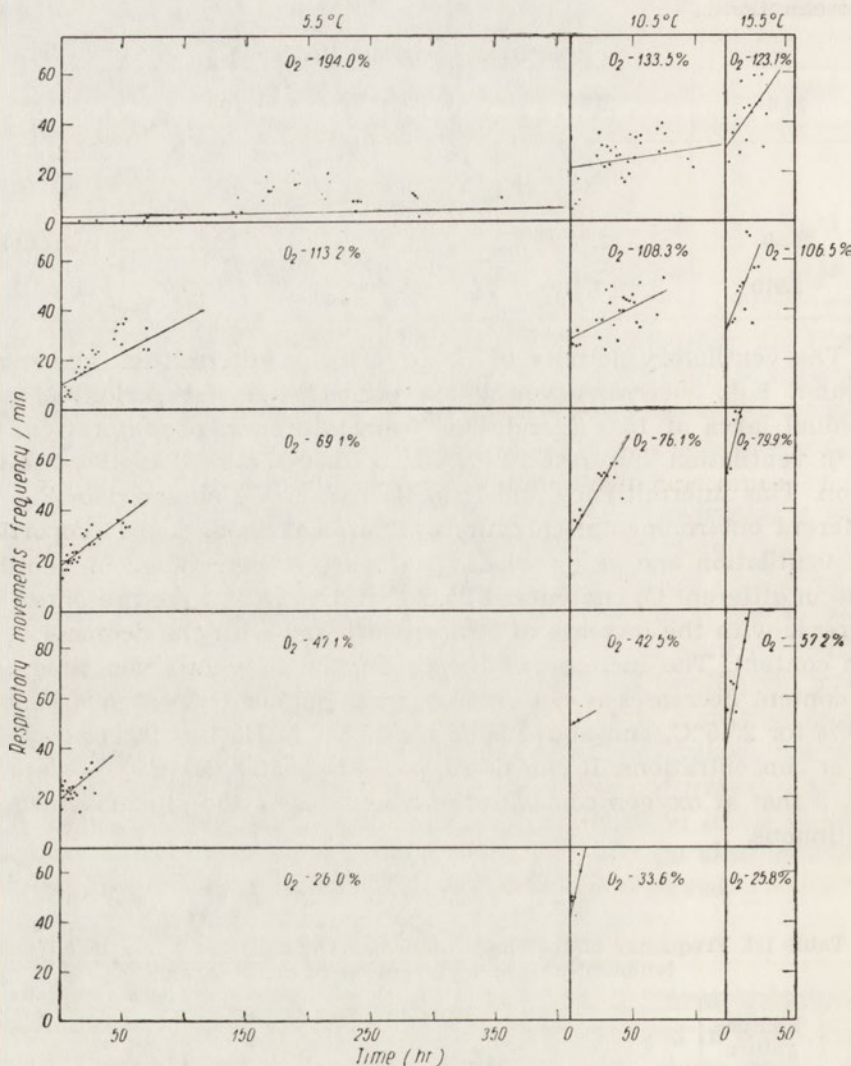 5.5°C 10.5°C 15.5°C
60
40
20
0
O2-194.0% O2-133.5% O2-123.1%
60
40
20
0
O2-113.2% O2-108.3% O2-106.5%
60
40
20
0
O2-69.1% O2-76.1% O2-79.9%
80
60
40
20
0
O2-47.1% O2-42.5% O2-57.2%
60
40
20
0
O2-26.0% O2-33.6% O2-25.8%
Respiratory movements frequency / min
50 150 250 350 0 50 0 50
Time (hr)